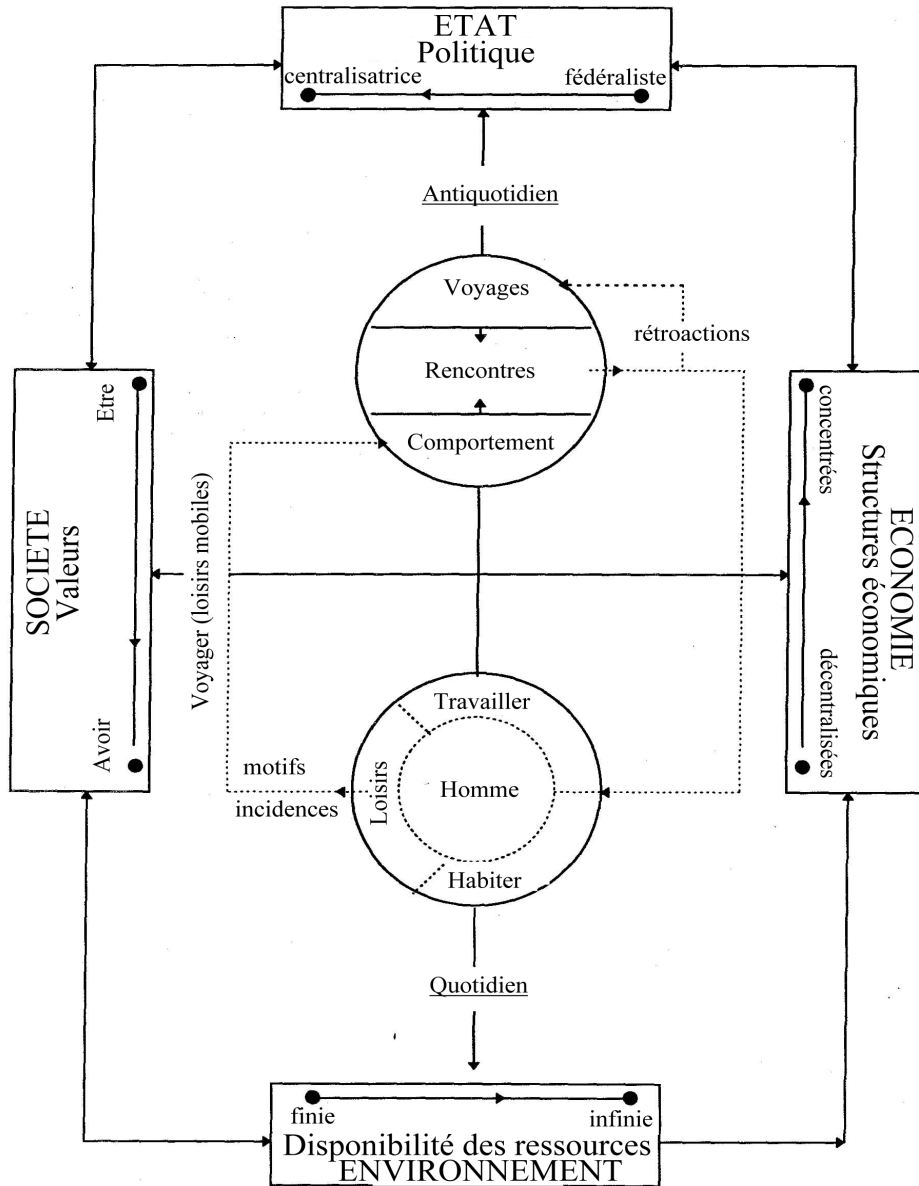 ETAT
Politique
centralisatrice
fédéraliste
Antiquotidien
Voyages
rétroactions
Rencontres
Comportement
SOCIETE
Valeurs
Etre
Avoir
Voyager (loisirs mobiles)
ECONOMIE
Structures économiques
concentrées
décentralisées
Travailler
motifs
incidences
Loisirs
Homme
Habiter
Quotidien
finie
infinie
Disponibilité des ressources
ENVIRONNEMENT